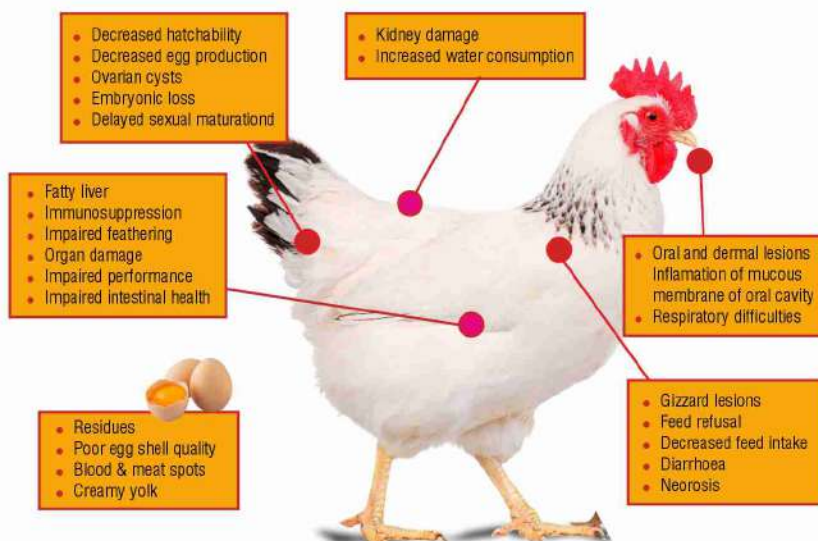 Decreased hatchability
Decreased egg production
Ovarian cysts
Embryonic loss
Delayed sexual maturationd
Kidney damage
Increased water consumption
Fatty liver
Immunosuppression
Impaired feathering
Organ damage
Impaired performance
Impaired intestinal health
Oral and dermal lesions
Inflamation of mucous
membrane of oral cavity
Respiratory difficulties
Residues
Poor egg shell quality
Blood & meat spots
Creamy yolk
Gizzard lesions
Feed refusal
Decreased feed intake
Diarrhoea
Neorosis